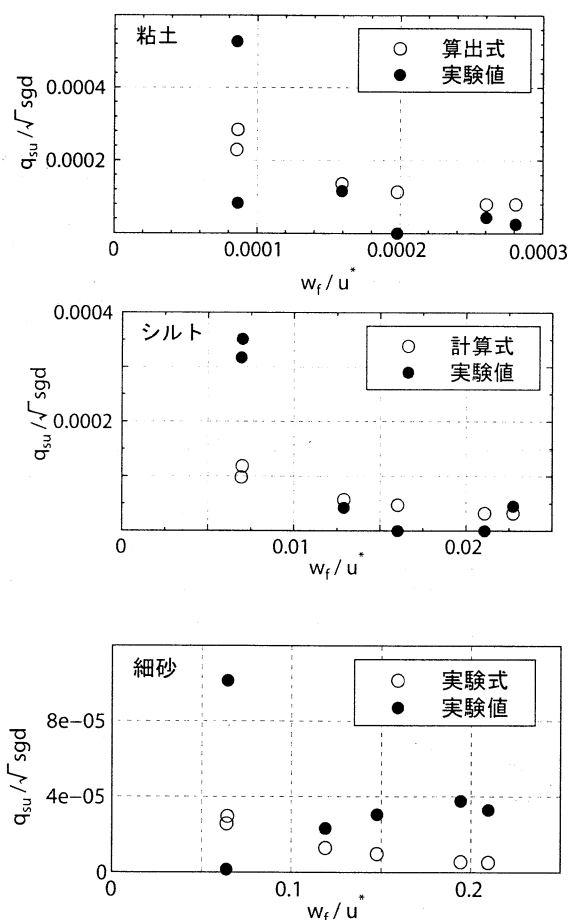 粘土
○ 算出式
● 実験値
0.0004
0.0002
q_su/√sgd
0 0.0001 0.0002 0.0003
w_f/u*
0.0004
シルト
○ 計算式
● 実験値
0.0002
q_su/√sgd
0 0.01 0.02
w_f/u*
細砂
○ 実験式
● 実験値
8e-05
4e-05
0
q_su/√sgd
0 0.1 0.2
w_f/u*